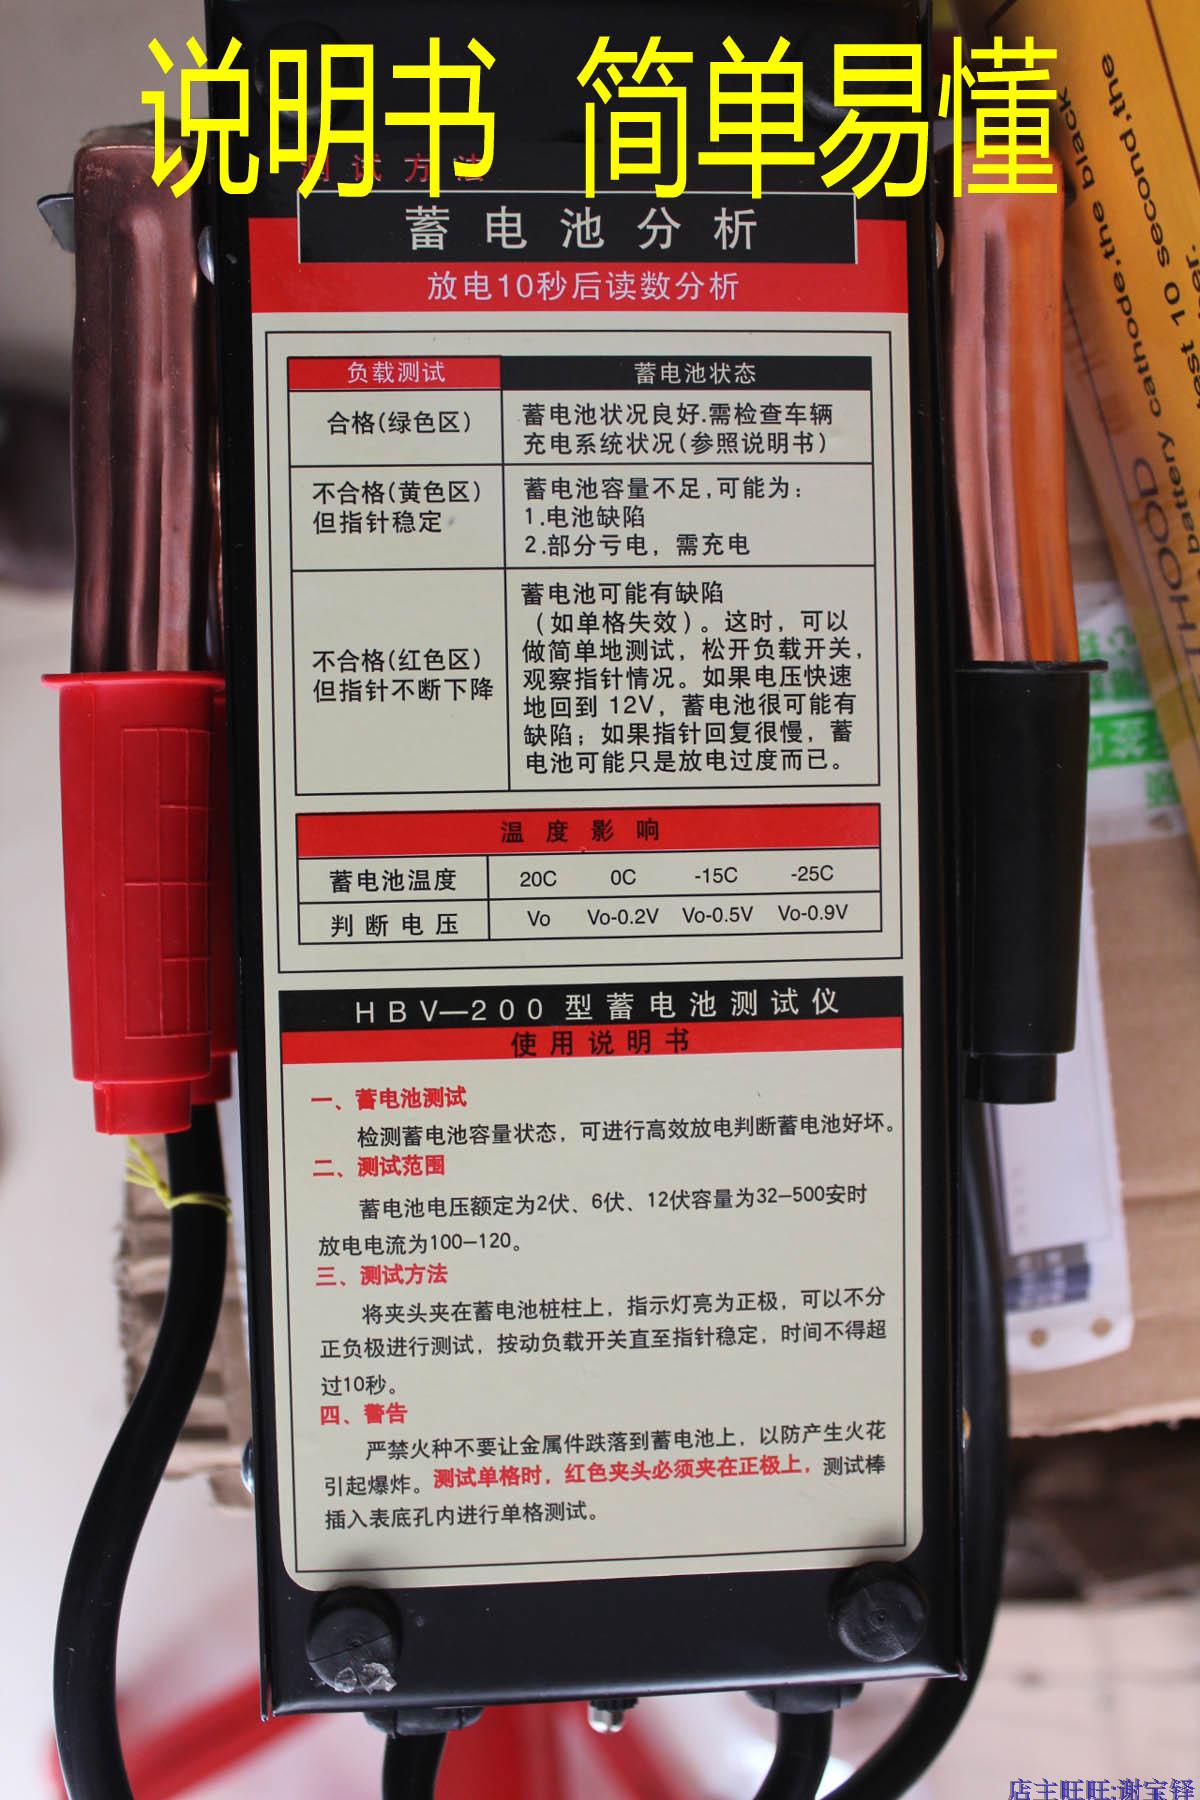 说明书 简单易懂
测试方法
蓄电池分析
放电10秒后读数分析
负载测试 蓄电池状态
合格(绿色区) 蓄电池状况良好.需检查车辆
充电系统状况(参照说明书)
不合格(黄色区) 蓄电池容量不足,可能为:
但指针稳定 1.电池缺陷
2.部分亏电，需充电
蓄电池可能有缺陷
（如单格失效）。这时，可以
不合格(红色区) 做简单地测试，松开负载开关，
但指针不断下降 观察指针情况。如果电压快速
地回到 12V，蓄电池很可能有
缺陷；如果指针回复很慢，蓄
电池可能只是放电过度而已。
温度影响
蓄电池温度 20C 0C -15C -25C
判断电压 Vo Vo-0.2V Vo-0.5V Vo-0.9V
HBV—200型蓄电池测试仪
使用说明书
一、蓄电池测试
检测蓄电池容量状态，可进行高效放电判断蓄电池好坏。
二、测试范围
蓄电池电压额定为2伏、6伏、12伏容量为32—500安时
放电电流为100—120。
三、测试方法
将夹头夹在蓄电池桩柱上，指示灯亮为正极，可以不分
正负极进行测试，按动负载开关直至指针稳定，时间不得超
过10秒。
四、警告
严禁火种不要让金属件跌落到蓄电池上，以防产生火花
引起爆炸。测试单格时，红色夹头必须夹在正极上，测试棒
插入表底孔内进行单格测试。
cathode.the black
battery
10 second.the
THOOD
店主旺旺:谢宝铎